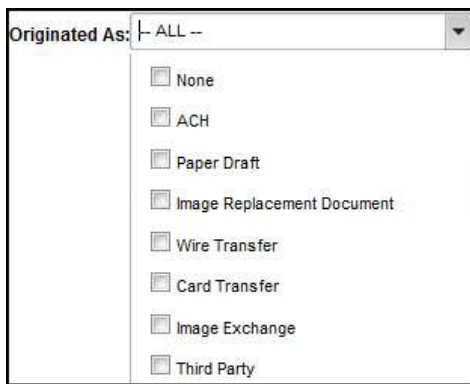 Originated As: -- ALL --
None
ACH
Paper Draft
Image Replacement Document
Wire Transfer
Card Transfer
Image Exchange
Third Party